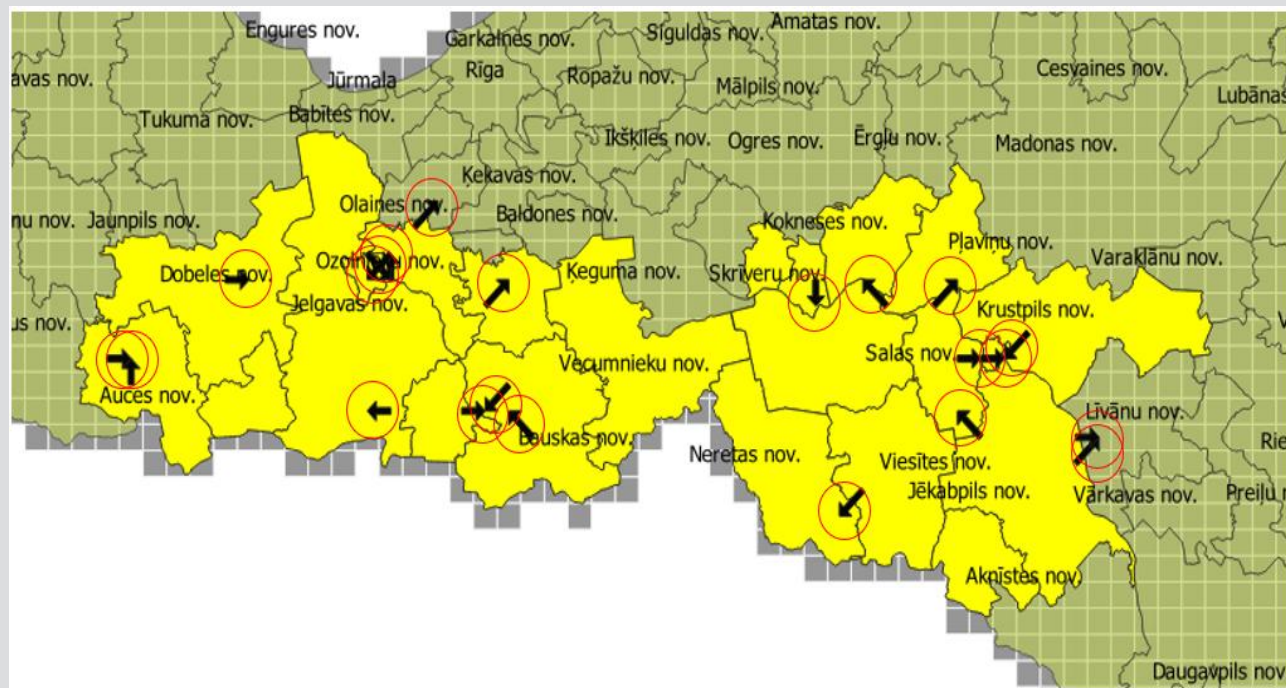 Engures nov.
Garkalnes nov.
Siguldas nov.
Amatas nov.
avas nov.
Jūrmala
Rīga
Ropažu nov.
Mālpils nov.
Cesvaines nov.
Lubānas
Tukuma nov.
Babītes nov.
Ikšķiles nov.
Ogres nov.
Ērgļu nov.
Madonas nov.
Ķekavas nov.
nu nov.
Jaunpils nov.
Olaines nov.
Baldones nov.
Kokneses nov.
Pļaviņu nov.
Varakļānu nov.
Dobeles nov.
nov.
Ķeguma nov.
Skrīveru nov.
Jelgavas nov.
Krustpils nov.
us nov.
Vecumnieku nov.
Salas nov.
Auces nov.
Līvānu nov.
Bauskas nov.
Rie
Neretas nov.
Viesītes nov.
Jēkabpils nov.
Vārkavas nov.
Preiļu n
Aknīstes nov.
Daugavpils nov